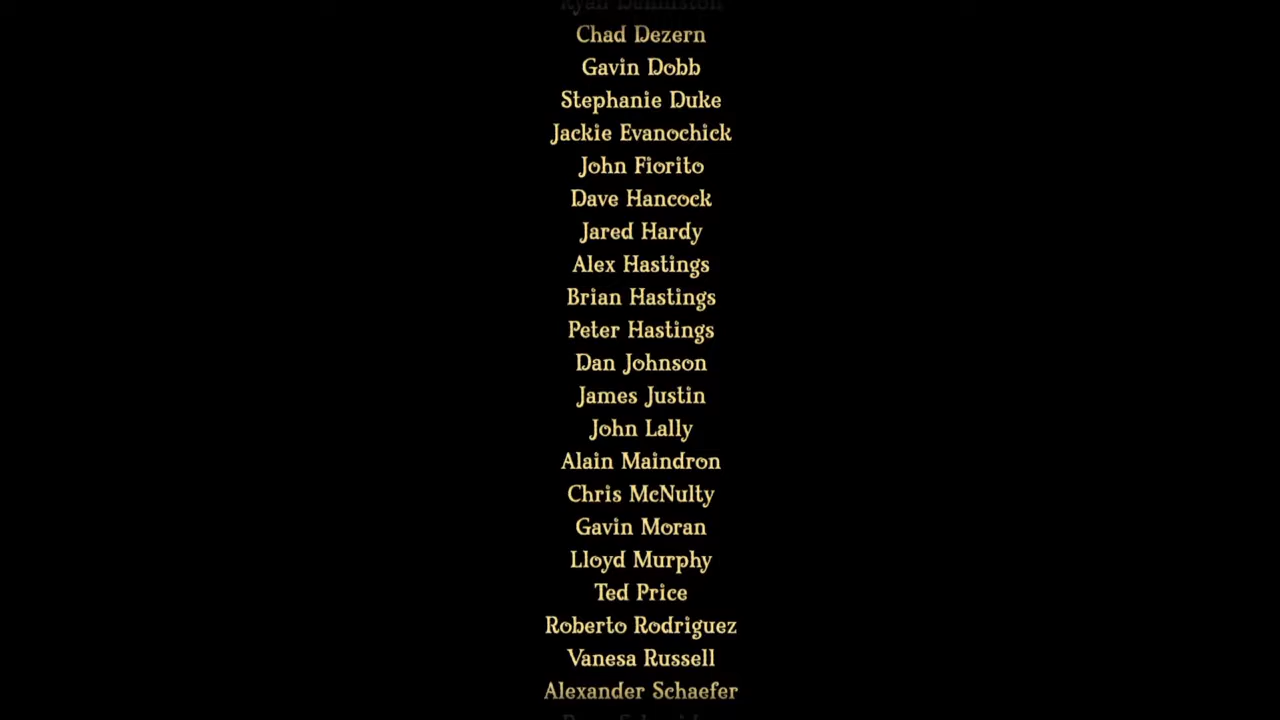 Chad Dezern
Gavin Dobb
Stephanie Duke
Jackie Evanochick
John Fiorito
Dave Hancock
Jared Hardy
Alex Hastings
Brian Hastings
Peter Hastings
Dan Johnson
James Justin
John Lally
Alain Maindron
Chris McNulty
Gavin Moran
Lloyd Murphy
Ted Price
Roberto Rodriguez
Vanesa Russell
Alexander Schaefer